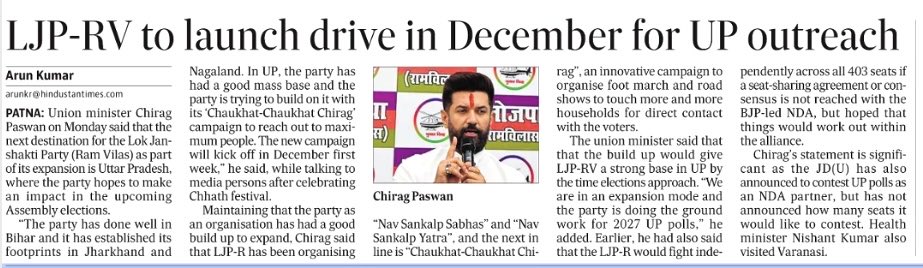 LJP-RV to launch drive in December for UP outreach
Arun Kumar
arunkr@hindustantimes.com
PATNA: Union minister Chirag
Paswan on Monday said that the
next destination for the Lok Jan-
shakti Party (Ram Vilas) as part
of its expansion is Uttar Pradesh,
where the party hopes to make
an impact in the upcoming
Assembly elections.
"The party has done well in
Bihar and it has established its
footprints in Jharkhand and
Nagaland. In UP, the party has
had a good mass base and the
party is trying to build on it with
its 'Chaukhat-Chaukhat Chirag'
campaign to reach out to maxi-
mum people. The new campaign
will kick off in December first
week," he said, while talking to
media persons after celebrating
Chhath festival.
Maintaining that the party as
an organisation has had a good
build up to expand, Chirag said
that LJP-R has been organising
(रामविलास)
जपा
विलास)
Chirag Paswan
"Nav Sankalp Sabhas" and "Nav
Sankalp Yatra", and the next in
line is "Chaukhat-Chaukhat Chi-
rag", an innovative campaign to
organise foot march and road
shows to touch more and more
households for direct contact
with the voters.
The union minister said that
that the build up would give
LJP-RV a strong base in UP by
the time elections approach. "We
are in an expansion mode and
the party is doing the ground
work for 2027 UP polls," he
added. Earlier, he had also said
that the LJP-R would fight inde-
pendently across all 403 seats if
a seat-sharing agreement or con-
sensus is not reached with the
BJP-led NDA, but hoped that
things would work out within
the alliance.
Chirag's statement is signifi-
cant as the JD(U) has also
announced to contest UP polls as
an NDA partner, but has not
announced how many seats it
would like to contest. Health
minister Nishant Kumar also
visited Varanasi.